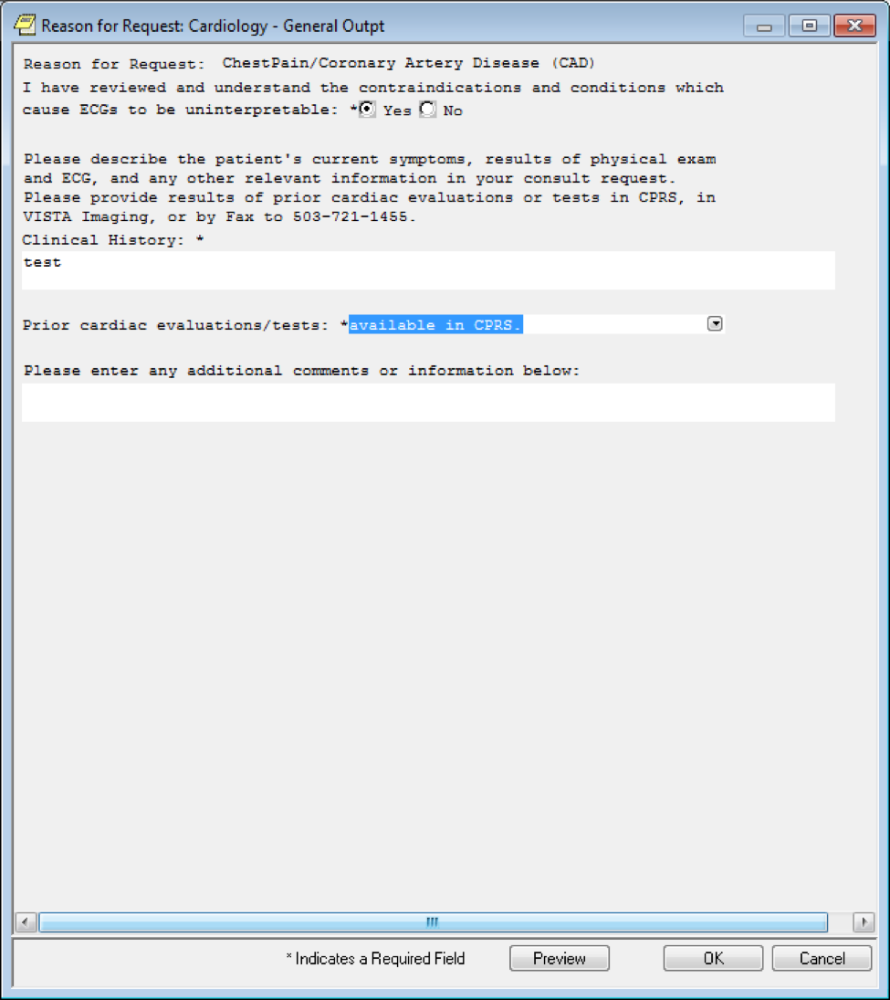 Reason for Request: Cardiology - General Outpt
Reason for Request: ChestPain/Coronary Artery Disease (CAD)
I have reviewed and understand the contraindications and conditions which
cause ECGs to be uninterpretable: * Yes No
Please describe the patient's current symptoms, results of physical exam
and ECG, and any other relevant information in your consult request.
Please provide results of prior cardiac evaluations or tests in CPRS, in
VISTA Imaging, or by Fax to 503-721-1455.
Clinical History: *
test
Prior cardiac evaluations/tests: *available in CPRS.
Please enter any additional comments or information below:
* Indicates a Required Field Preview OK Cancel